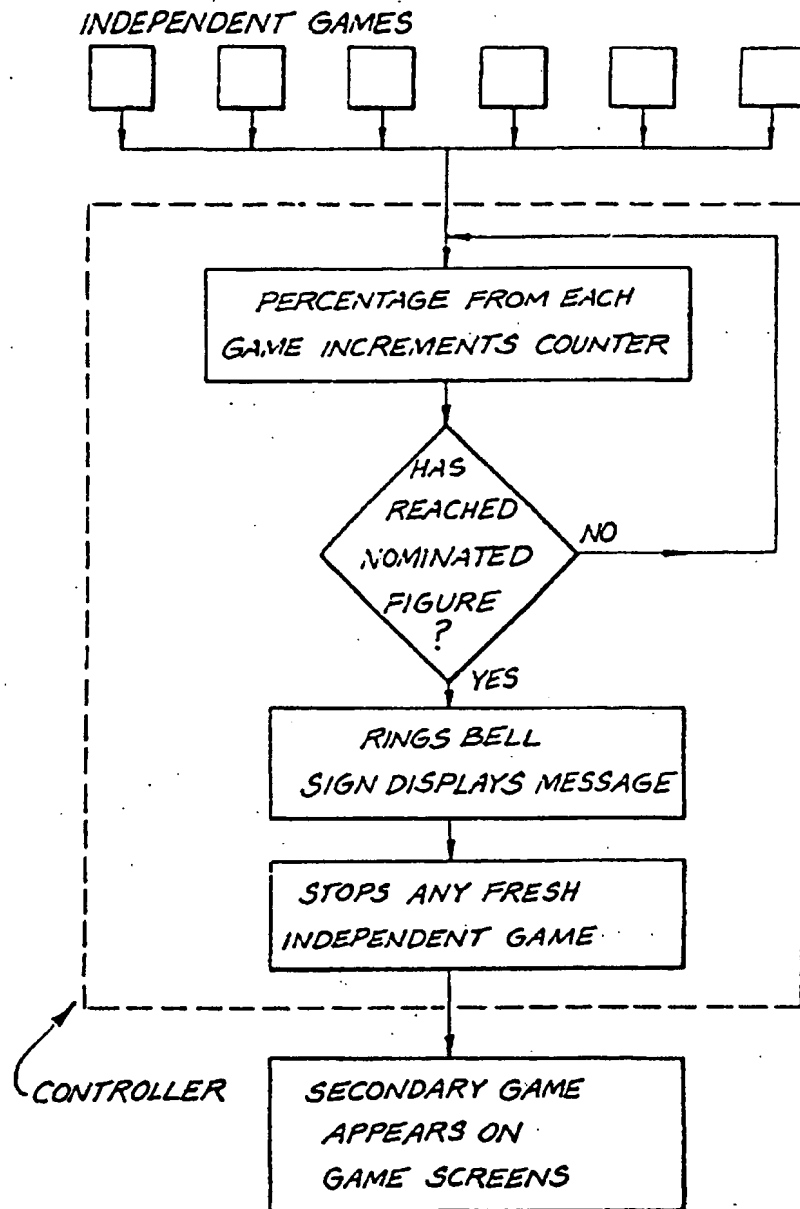 INDEPENDENT GAMES
PERCENTAGE FROM EACH
GAME INCREMENTS COUNTER
HAS
REACHED
NOMINATED
FIGURE
?
NO
YES
RINGS BELL
SIGN DISPLAYS MESSAGE
STOPS ANY FRESH
INDEPENDENT GAME
CONTROLLER
SECONDARY GAME
APPEARS ON
GAME SCREENS